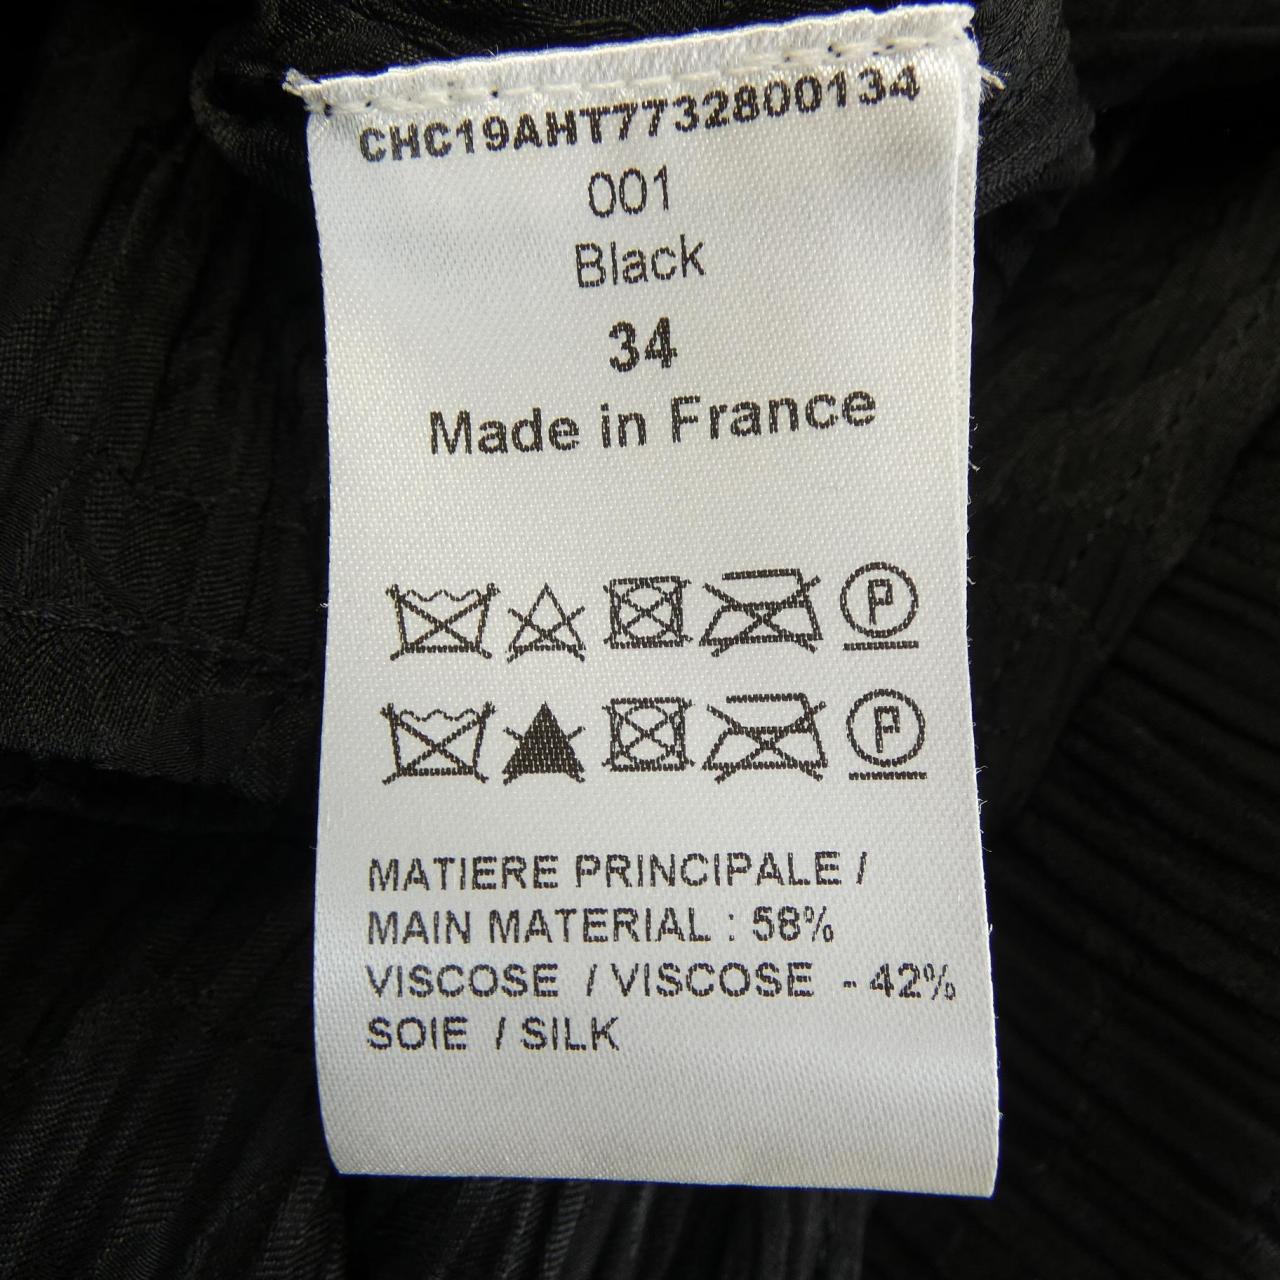 CHC19AHT7732800134
001
Black
34
Made in France
P
P
MATIERE PRINCIPALE /
MAIN MATERIAL : 58%
VISCOSE / VISCOSE - 42%
SOIE / SILK